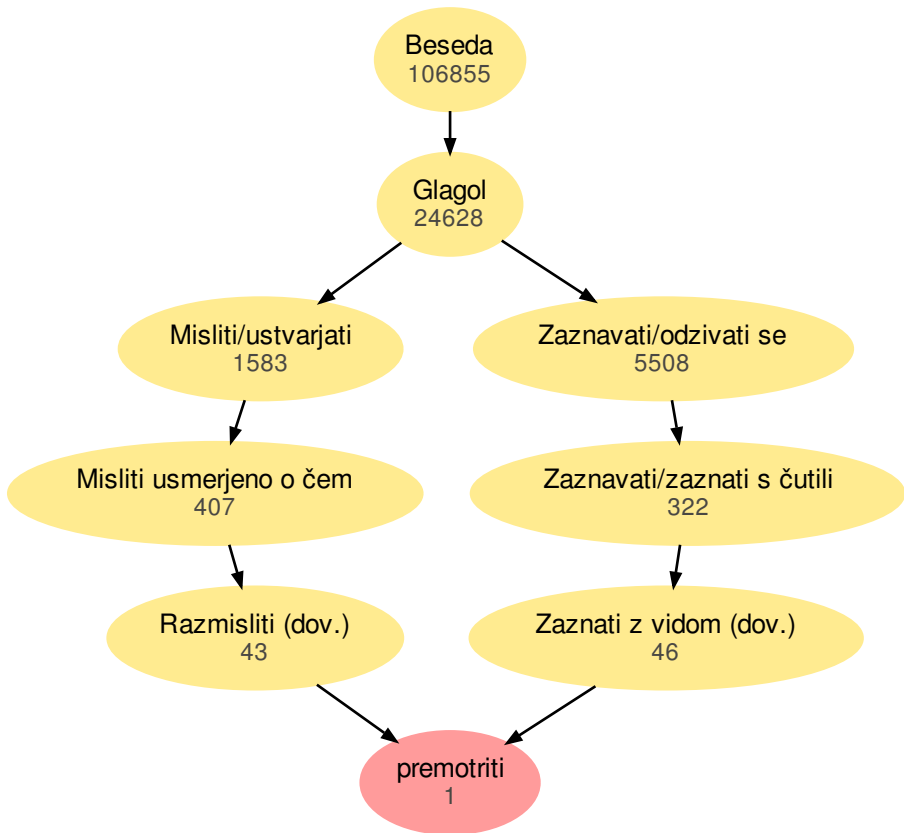 Beseda
106855
Glagol
24628
Misliti/ustvarjati
1583
Zaznavati/odzivati se
5508
Misliti usmerjeno o čem
407
Zaznavati/zaznati s čutili
322
Razmisliti (dov.)
43
Zaznati z vidom (dov.)
46
premotriti
1